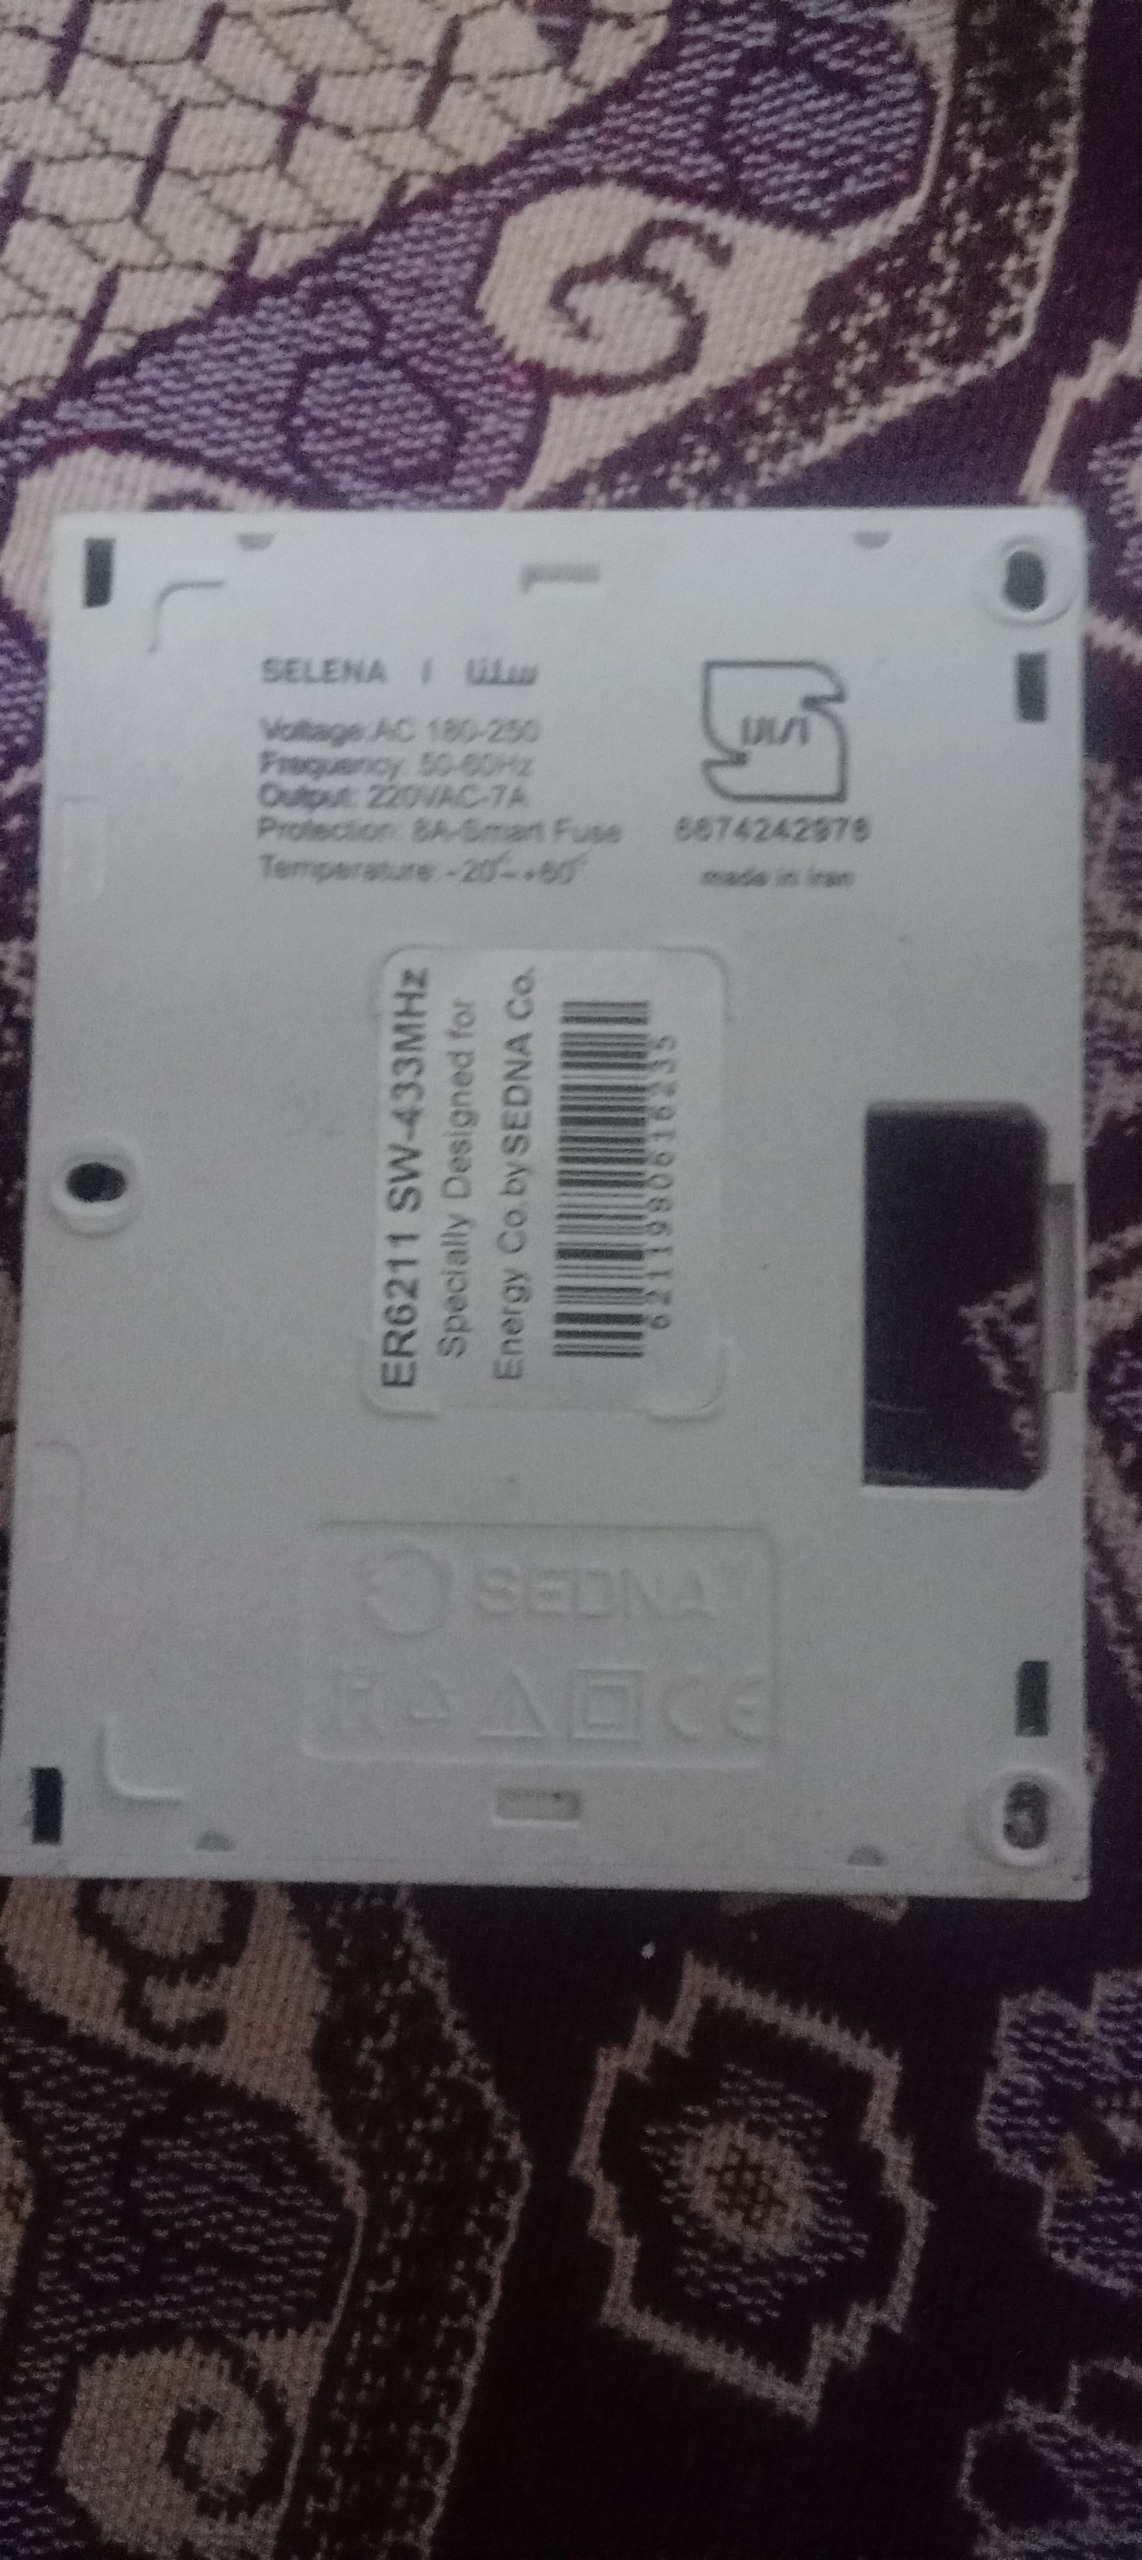 SELENA | سلنا
Voltage:AC 180-250
Frequency: 50-60Hz
Output: 220VAC-7A
Protection: 8A-Smart Fuse
Temperature:-20°~+60°
6674242976
made in Iran
ER6211 SW-433MHz
Specially Designed for
Energy Co. by SEDNA Co.
6211980616235
SEDNA
CE